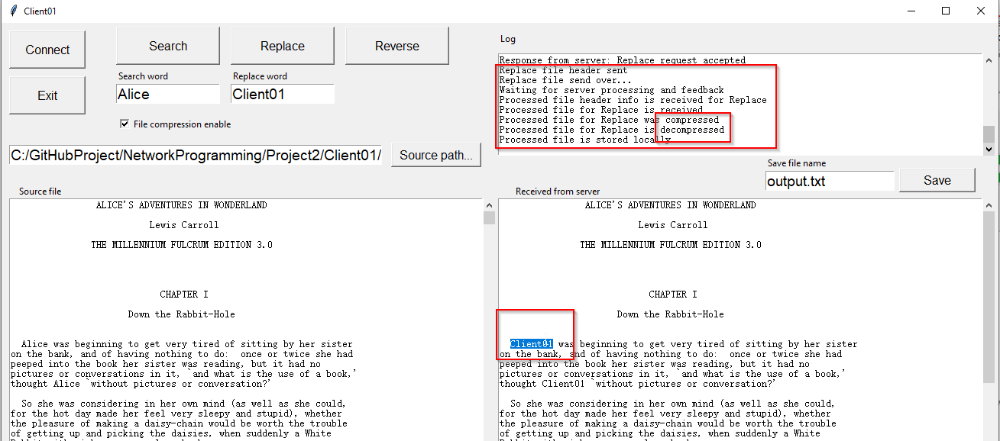 Client01
Connect
Search
Replace
Reverse
Log
Exit
Search word
Replace word
Alice
Client01
File compression enable
Response from server: Replace request accepted
Replace file header sent
Replace file send over...
Waiting for server processing and feedback
Processed file header info is received for Replace
Processed file for Replace is received
Processed file for Replace was compressed
Processed file for Replace is decompressed
Processed file is stored locally
C:/GitHubProject/NetworkProgramming/Project2/Client01/
Source path...
Save file name
output.txt
Save
Source file
ALICE'S ADVENTURES IN WONDERLAND
Lewis Carroll
THE MILLENNIUM FULCRUM EDITION 3.0
CHAPTER I
Down the Rabbit-Hole
Alice was beginning to get very tired of sitting by her sister
on the bank, and of having nothing to do:  once or twice she had
peeped into the book her sister was reading, but it had no
pictures or conversations in it, `and what is the use of a book,'
thought Alice `without pictures or conversation?'
So she was considering in her own mind (as well as she could,
for the hot day made her feel very sleepy and stupid), whether
the pleasure of making a daisy-chain would be worth the trouble
of getting up and picking the daisies, when suddenly a White
Received from server
ALICE'S ADVENTURES IN WONDERLAND
Lewis Carroll
THE MILLENNIUM FULCRUM EDITION 3.0
CHAPTER I
Down the Rabbit-Hole
Client01 was beginning to get very tired of sitting by her sister
on the bank, and of having nothing to do:  once or twice she had
peeped into the book her sister was reading, but it had no
pictures or conversations in it, `and what is the use of a book,'
thought Client01 `without pictures or conversation?'
So she was considering in her own mind (as well as she could,
for the hot day made her feel very sleepy and stupid), whether
the pleasure of making a daisy-chain would be worth the trouble
of getting up and picking the daisies, when suddenly a White